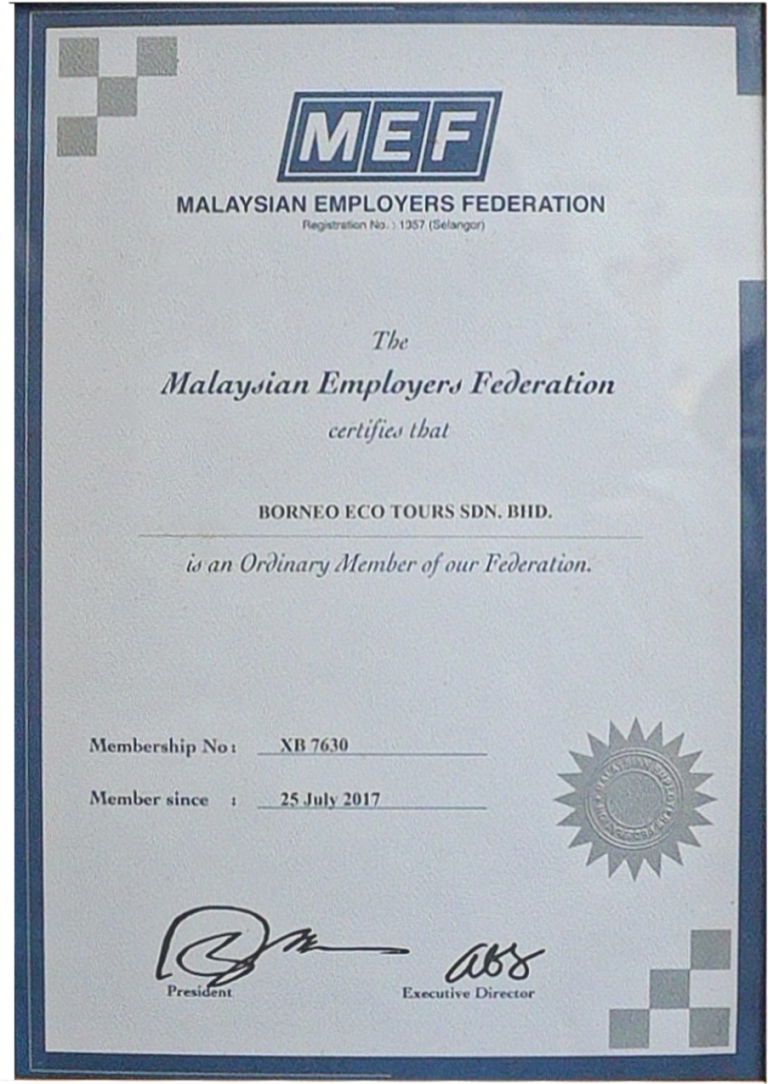 MEF
MALAYSIAN EMPLOYERS FEDERATION
Registration No. : 1357 (Selangor)
The
Malaysian Employers Federation
certifies that
BORNEO ECO TOURS SDN. BHD.
is an Ordinary Member of our Federation.
Membership No: XB 7630
Member since : 25 July 2017
President
Executive Director